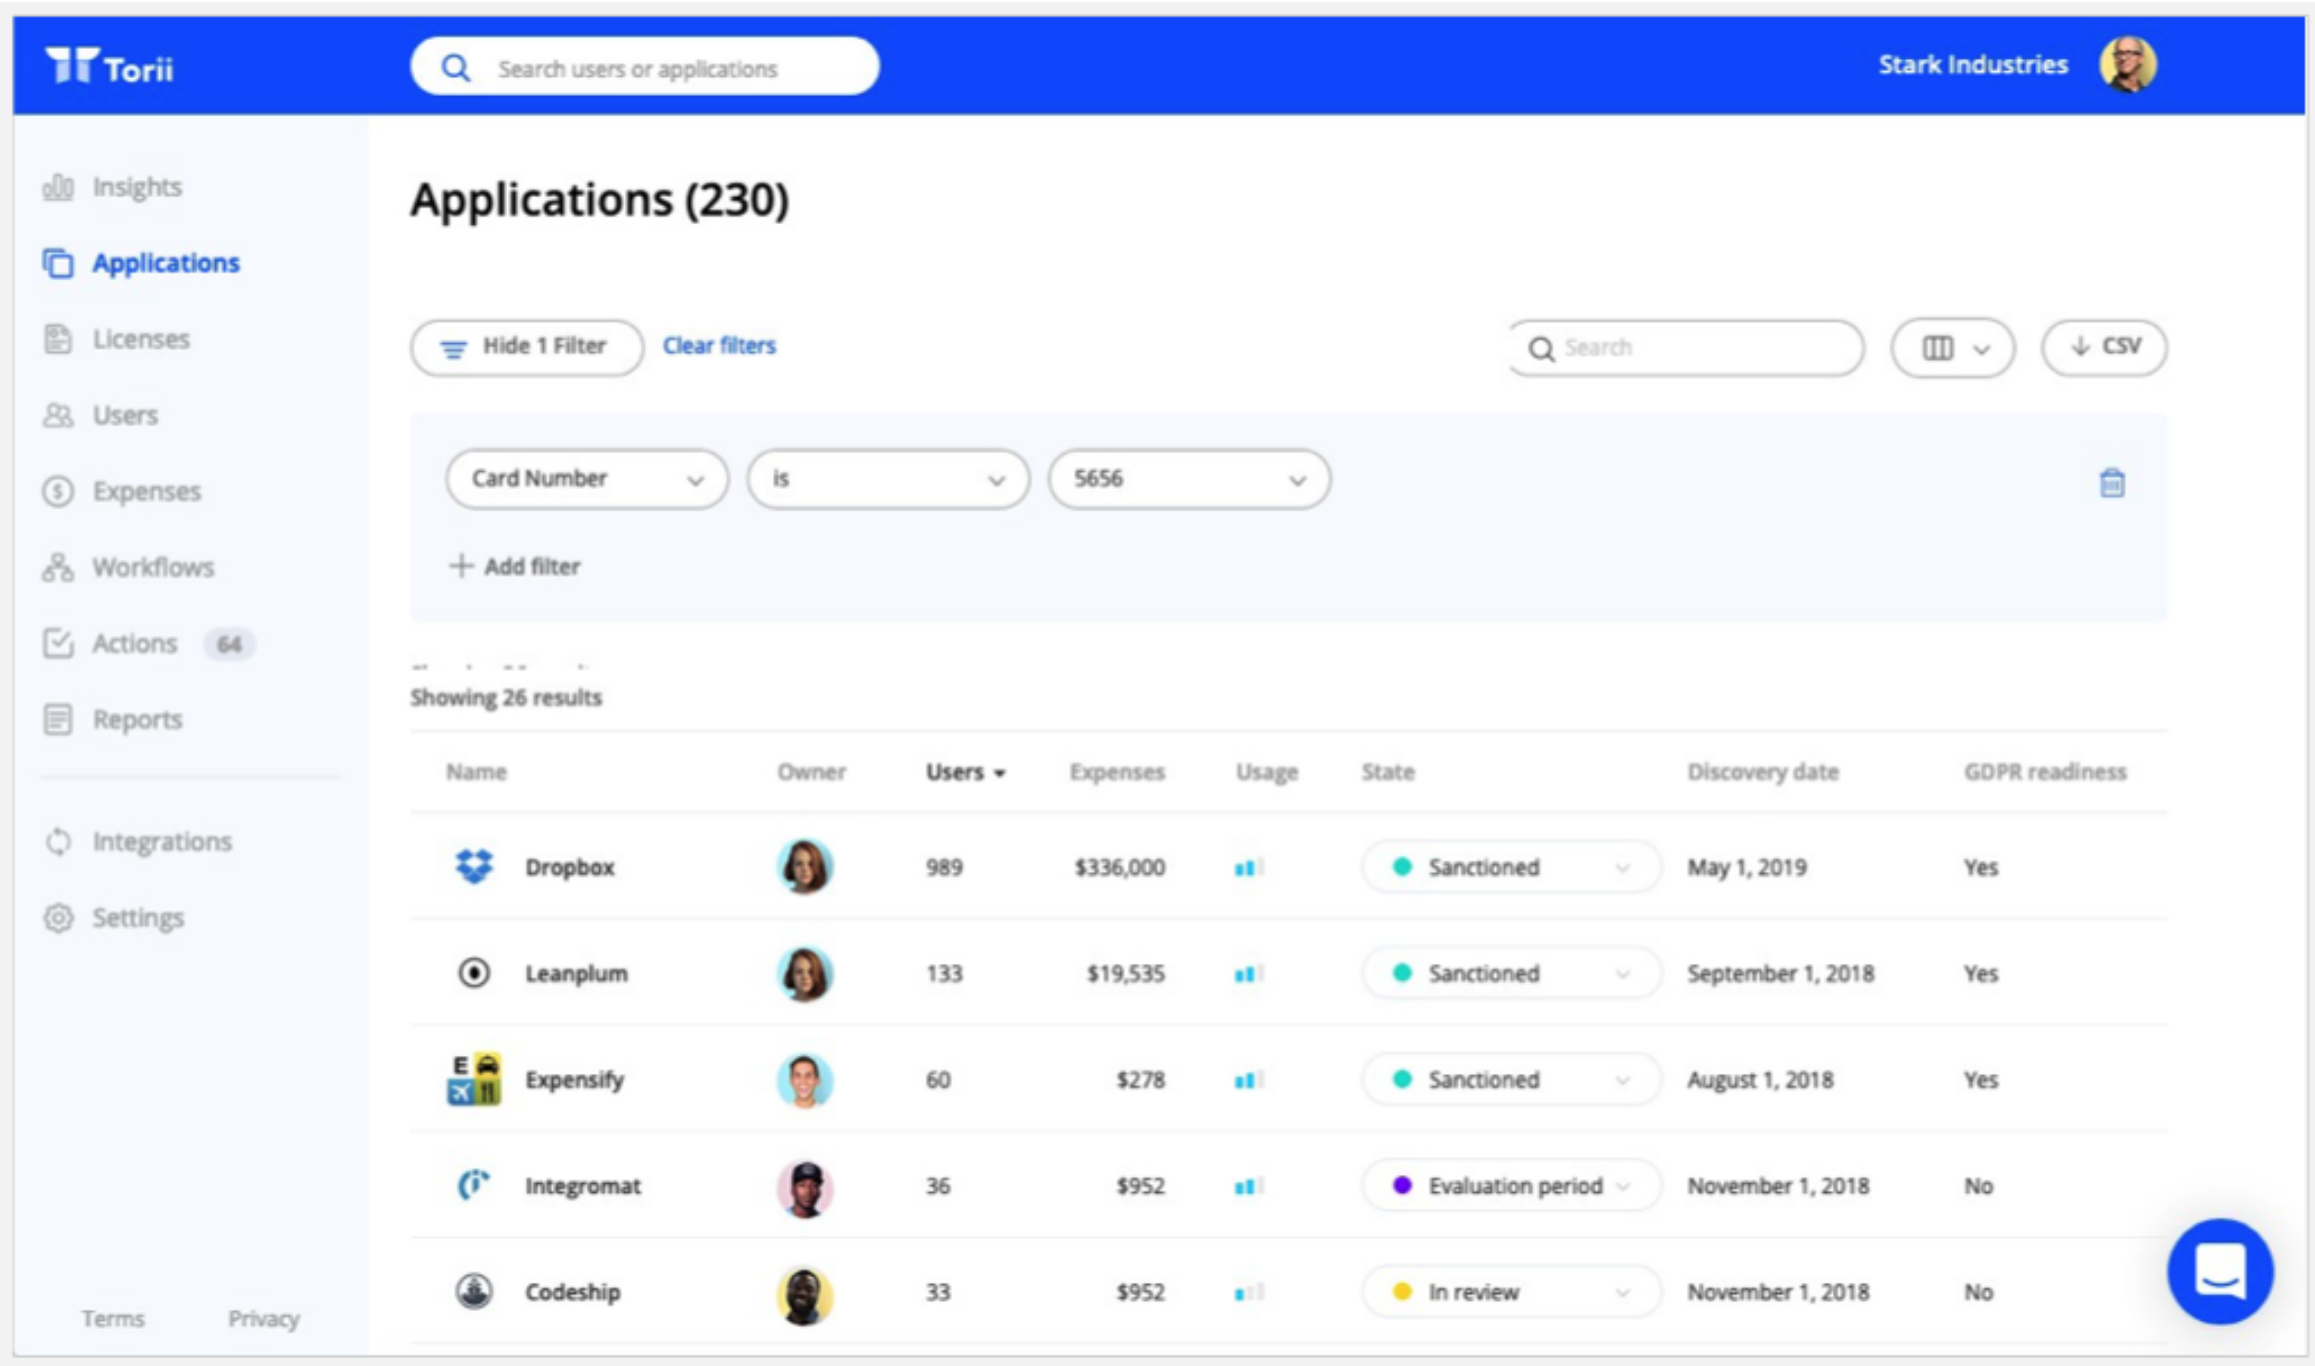 Torii
Search users or applications
Stark Industries
Insights
Applications
Licenses
Users
Expenses
Workflows
Actions 64
Reports
Integrations
Settings
Terms Privacy
Applications (230)
Hide 1 Filter Clear filters
Search
CSV
Card Number is 5656
Add filter
Showing 26 results
Name Owner Users Expenses Usage State Discovery date GDPR readiness
Dropbox 989 $336,000 Sanctioned May 1, 2019 Yes
Leanplum 133 $19,535 Sanctioned September 1, 2018 Yes
E Expensify 60 $278 Sanctioned August 1, 2018 Yes
Integromat 36 $952 Evaluation period November 1, 2018 No
Codeship 33 $952 In review November 1, 2018 No